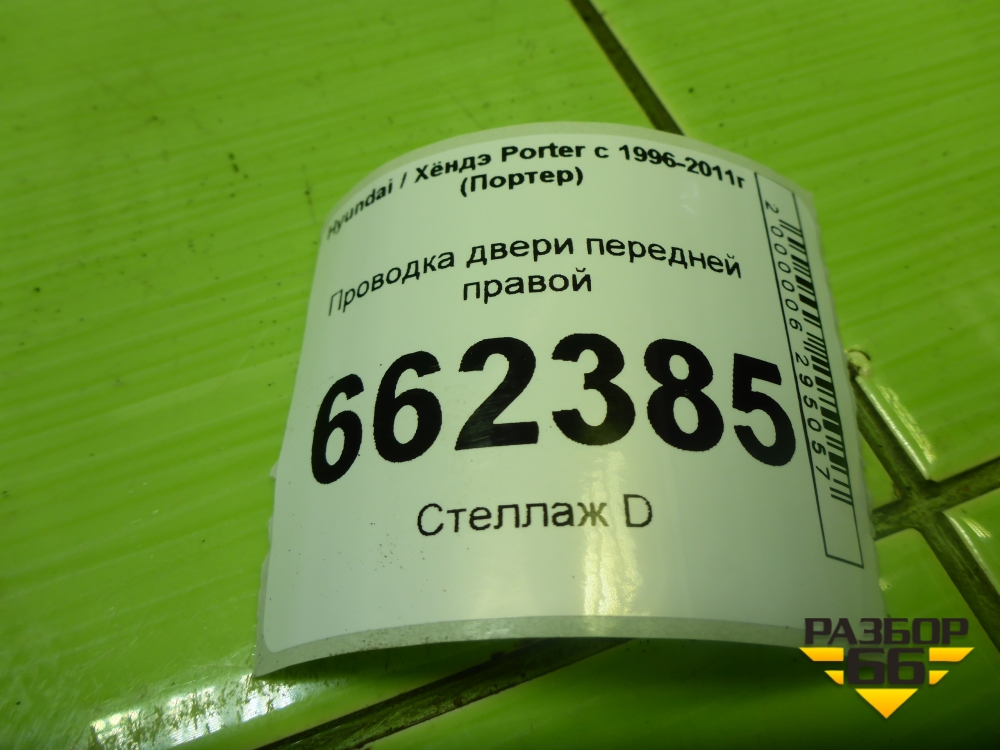 Hyundai / Хёндэ Porter с 1996-2011г
(Портер)
Проводка двери передней
правой
662385
Стеллаж D
2000006295057
РАЗБОР
66